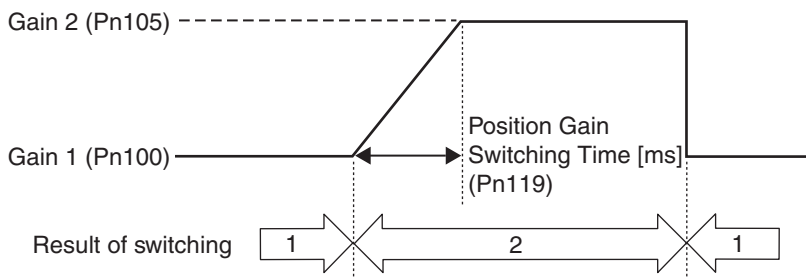 Gain 2 (Pn105)
Gain 1 (Pn100)
Position Gain
Switching Time [ms]
(Pn119)
Result of switching
1
2
1